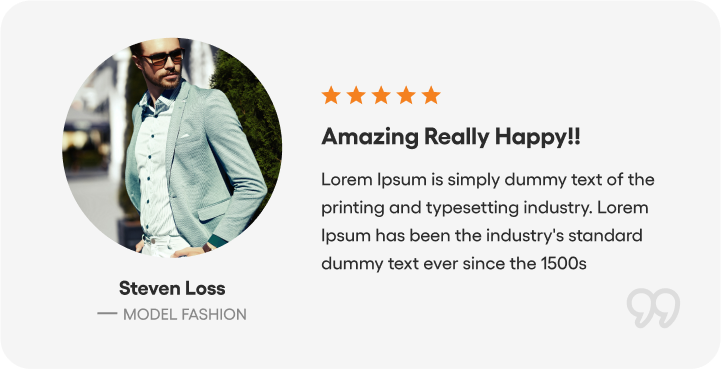 Amazing Really Happy!!
Lorem Ipsum is simply dummy text of the
printing and typesetting industry. Lorem
Ipsum has been the industry's standard
dummy text ever since the 1500s
Steven Loss
— MODEL FASHION